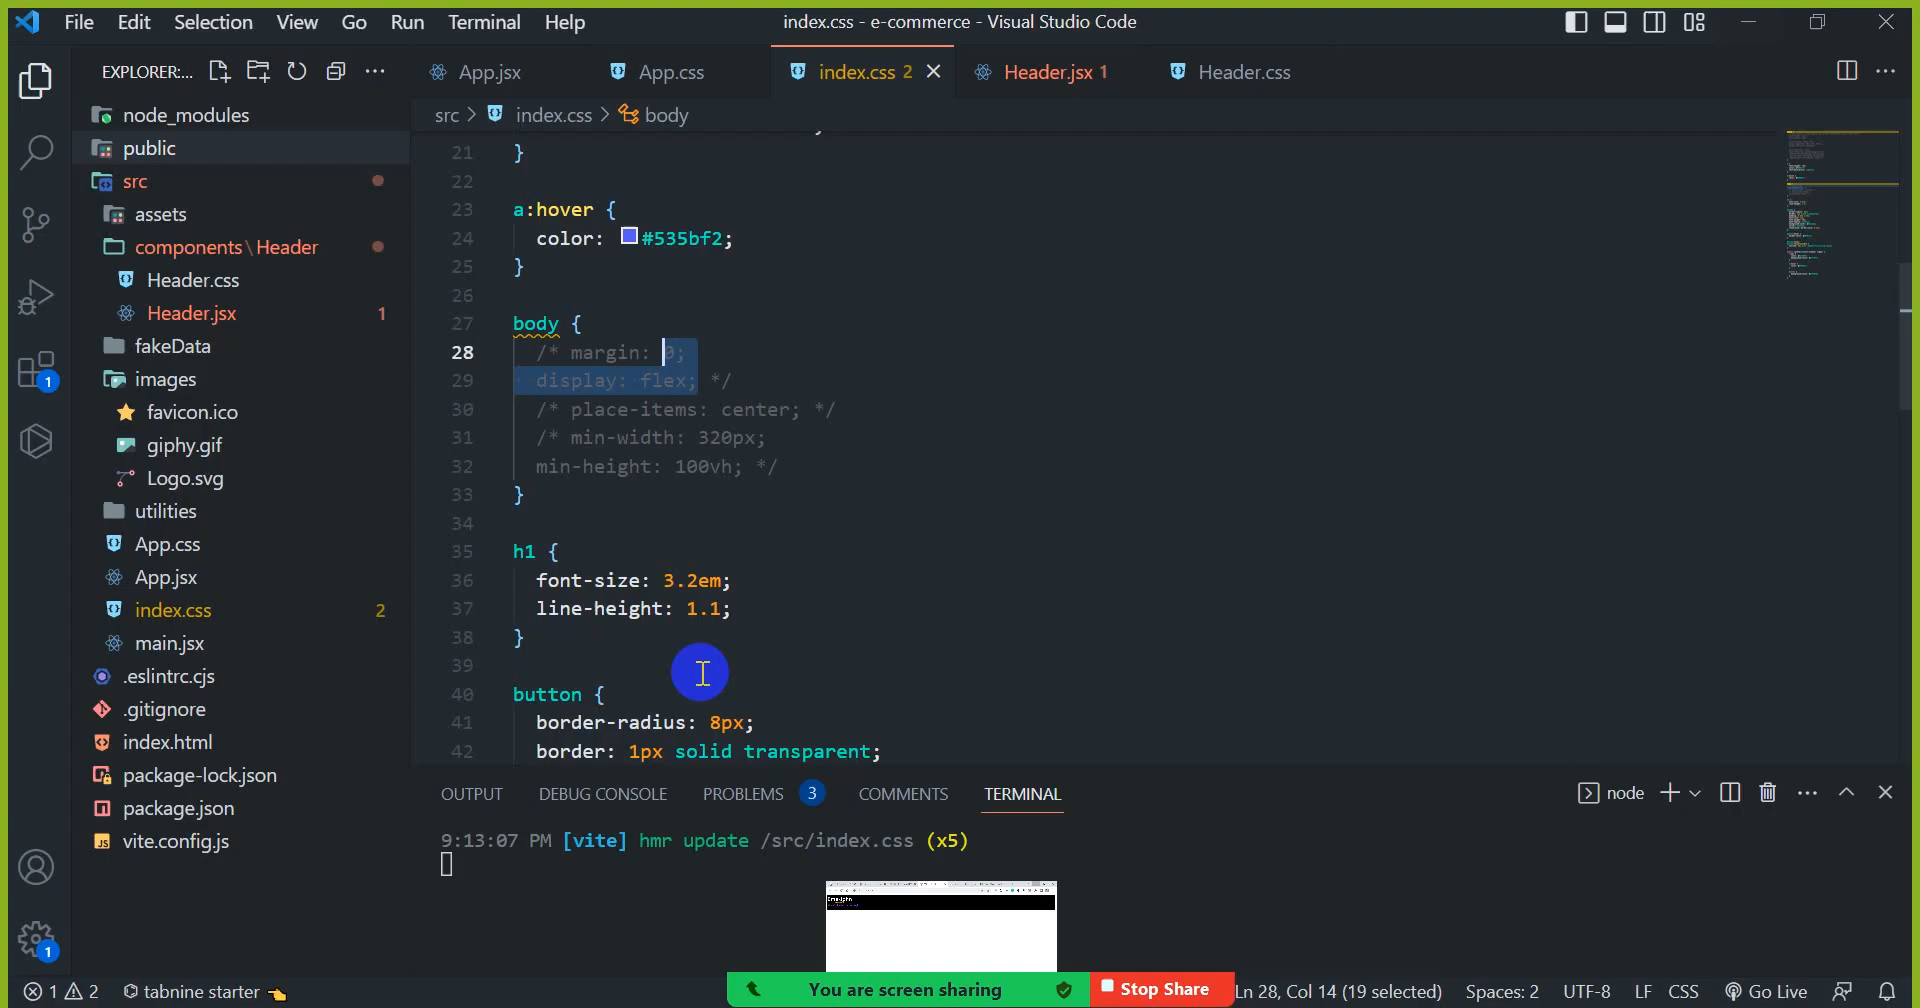 File Edit Selection View Go Run Terminal Help
index.css - e-commerce - Visual Studio Code
EXPLORER:...
App.jsx
App.css
index.css 2
Header.jsx 1
Header.css
src > index.css > body
node_modules
public
src
assets
components\Header
Header.css
Header.jsx 1
fakeData
images
favicon.ico
giphy.gif
Logo.svg
utilities
App.css
App.jsx
index.css 2
main.jsx
.eslintrc.cjs
.gitignore
index.html
package-lock.json
package.json
vite.config.js
1
1
21 }
22
23 a:hover {
24 color: #535bf2;
25 }
26
27 body {
28 /* margin: 0;
29 display: flex; */
30 /* place-items: center; */
31 /* min-width: 320px;
32 min-height: 100vh; */
33 }
34
35 h1 {
36 font-size: 3.2em;
37 line-height: 1.1;
38 }
39
40 button {
41 border-radius: 8px;
42 border: 1px solid transparent;
OUTPUT DEBUG CONSOLE PROBLEMS 3 COMMENTS TERMINAL
node
9:13:07 PM [vite] hmr update /src/index.css (x5)
You are screen sharing
Stop Share
1 2 tabnine starter
Ln 28, Col 14 (19 selected) Spaces: 2 UTF-8 LF CSS Go Live